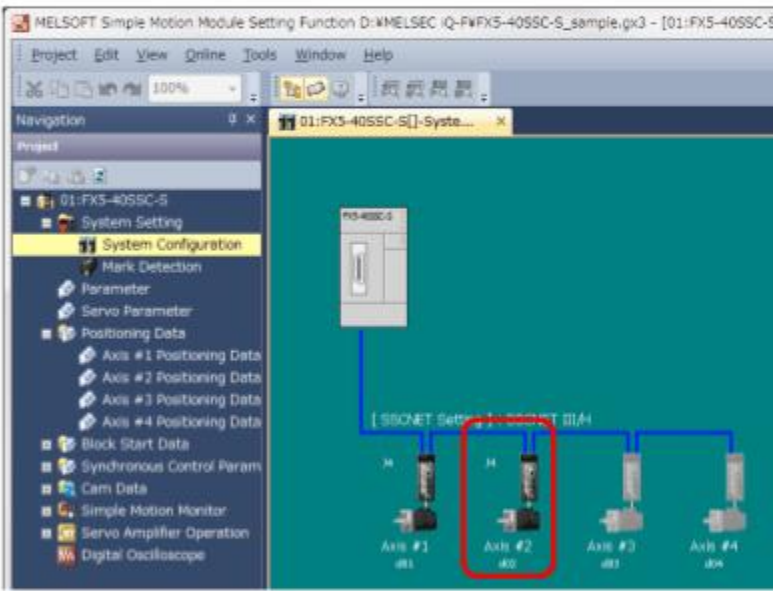 MELSOFT Simple Motion Module Setting Function D:¥MELSEC iQ-F¥FX5-40SSC-S_sample.gx3 - [01:FX5-40SSC-S
Project Edit View Online Tools Window Help
100%
Navigation
01:FX5-40SSC-S[]-Syste...
Project
01:FX5-40SSC-S
System Setting
System Configuration
Mark Detection
Parameter
Servo Parameter
Positioning Data
Axis #1 Positioning Data
Axis #2 Positioning Data
Axis #3 Positioning Data
Axis #4 Positioning Data
Block Start Data
Synchronous Control Param
Cam Data
Simple Motion Monitor
Servo Amplifier Operation
Digital Oscilloscope
FX5-40SSC-S
[ SSCNET Setting ] SSCNET III/H
J4 J4
Axis #1 Axis #2 Axis #3 Axis #4
d01 d02 d03 d04